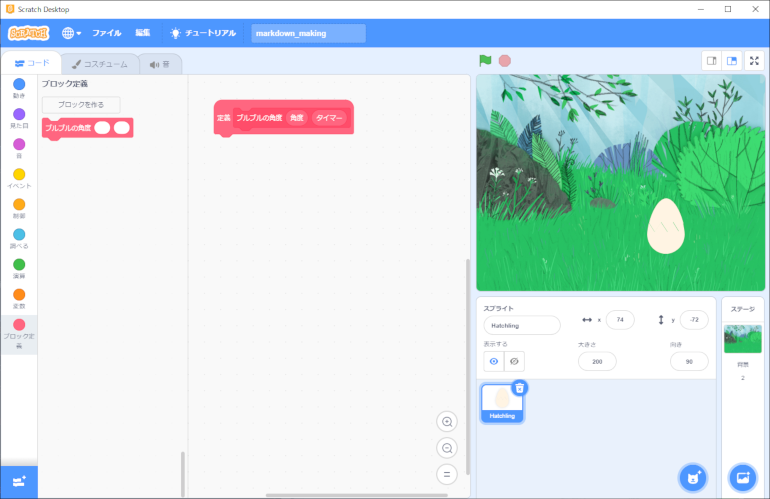 Scratch Desktop
SCRATCH
ファイル
編集
チュートリアル
markdown_making
コード
コスチューム
音
動き
見た目
音
イベント
制御
調べる
演算
変数
ブロック定義
ブロック定義
ブロックを作る
ブルブルの角度
定義 ブルブルの角度 角度 タイマー
スプライト
Hatchling
x 74
y -72
表示する
大きさ
200
向き
90
Hatchling
ステージ
背景
2